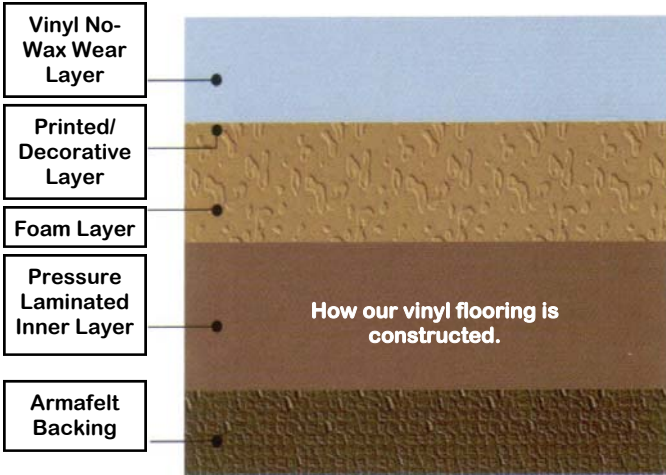 Vinyl No-
Wax Wear
Layer
Printed/
Decorative
Layer
Foam Layer
Pressure
Laminated
Inner Layer
How our vinyl flooring is
constructed.
Armafelt
Backing